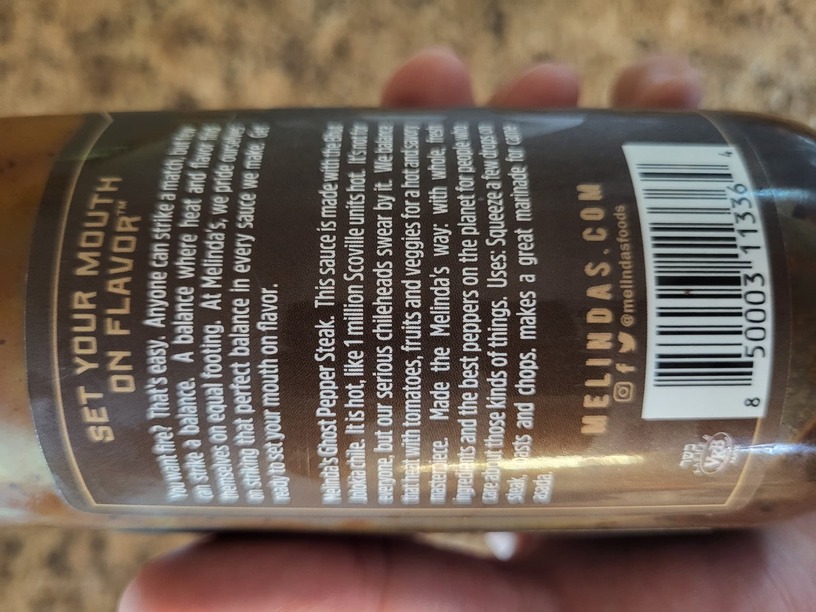 SET YOUR MOUTH
ON FLAVOR™
you want fire? That's easy. Anyone can strike a match,
can strike a balance. A balance where heat and flavors
themselves on equal footing. At Melinda's, we pride ourselves
on striking that perfect balance in every sauce we make. Get
ready to set your mouth on flavor.
Melinda's Ghost Pepper Steak. This sauce is made with the
Jholokia chile. It is hot, like 1 million Scoville units hot. It's not for
everyone, but our serious chileheads swear by it. We balance
that heat with tomatoes, fruits and veggies for a hot and savory
masterpiece. Made the Melinda's way: with whole,
ingredients and the best peppers on the planet for people who
care about those kinds of things. Uses: Squeeze a few drops on
steak, roasts and chops, makes a great marinade for carne
asada.
MELINDAS.COM
@melindasfoods
8 50003 11336 4